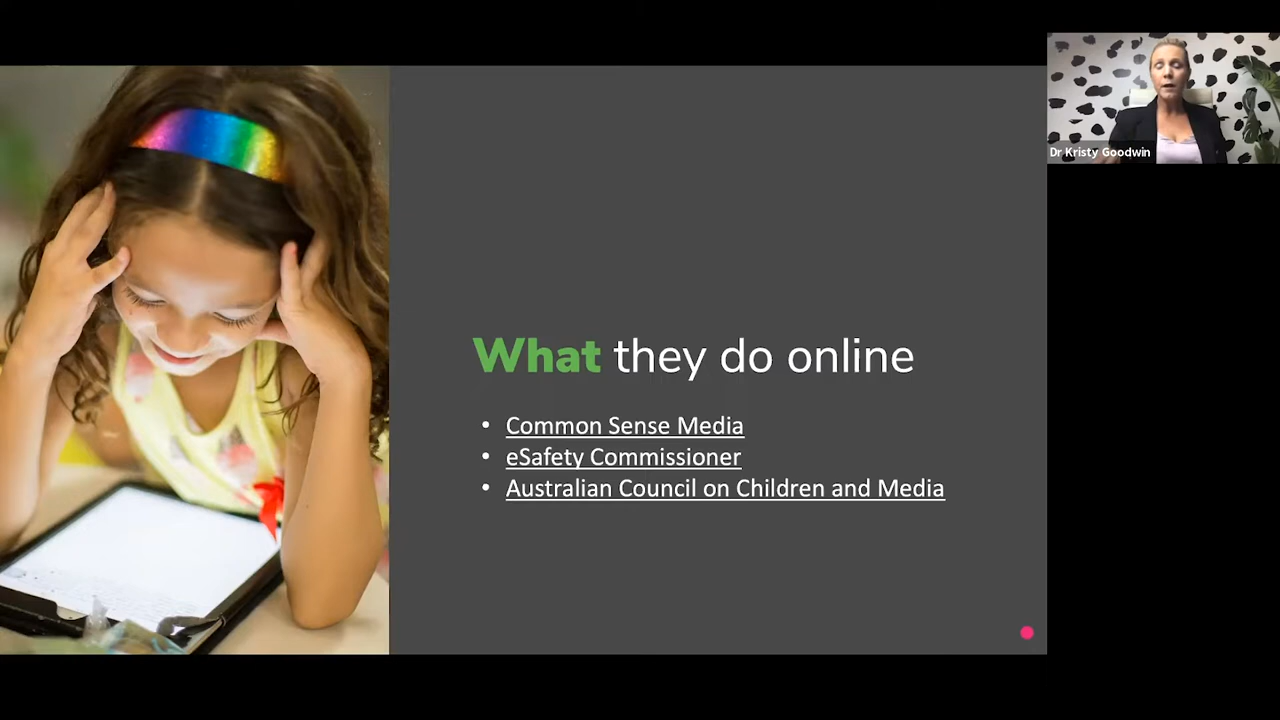 What they do online
• Common Sense Media
• eSafety Commissioner
• Australian Council on Children and Media
Dr Kristy Goodwin